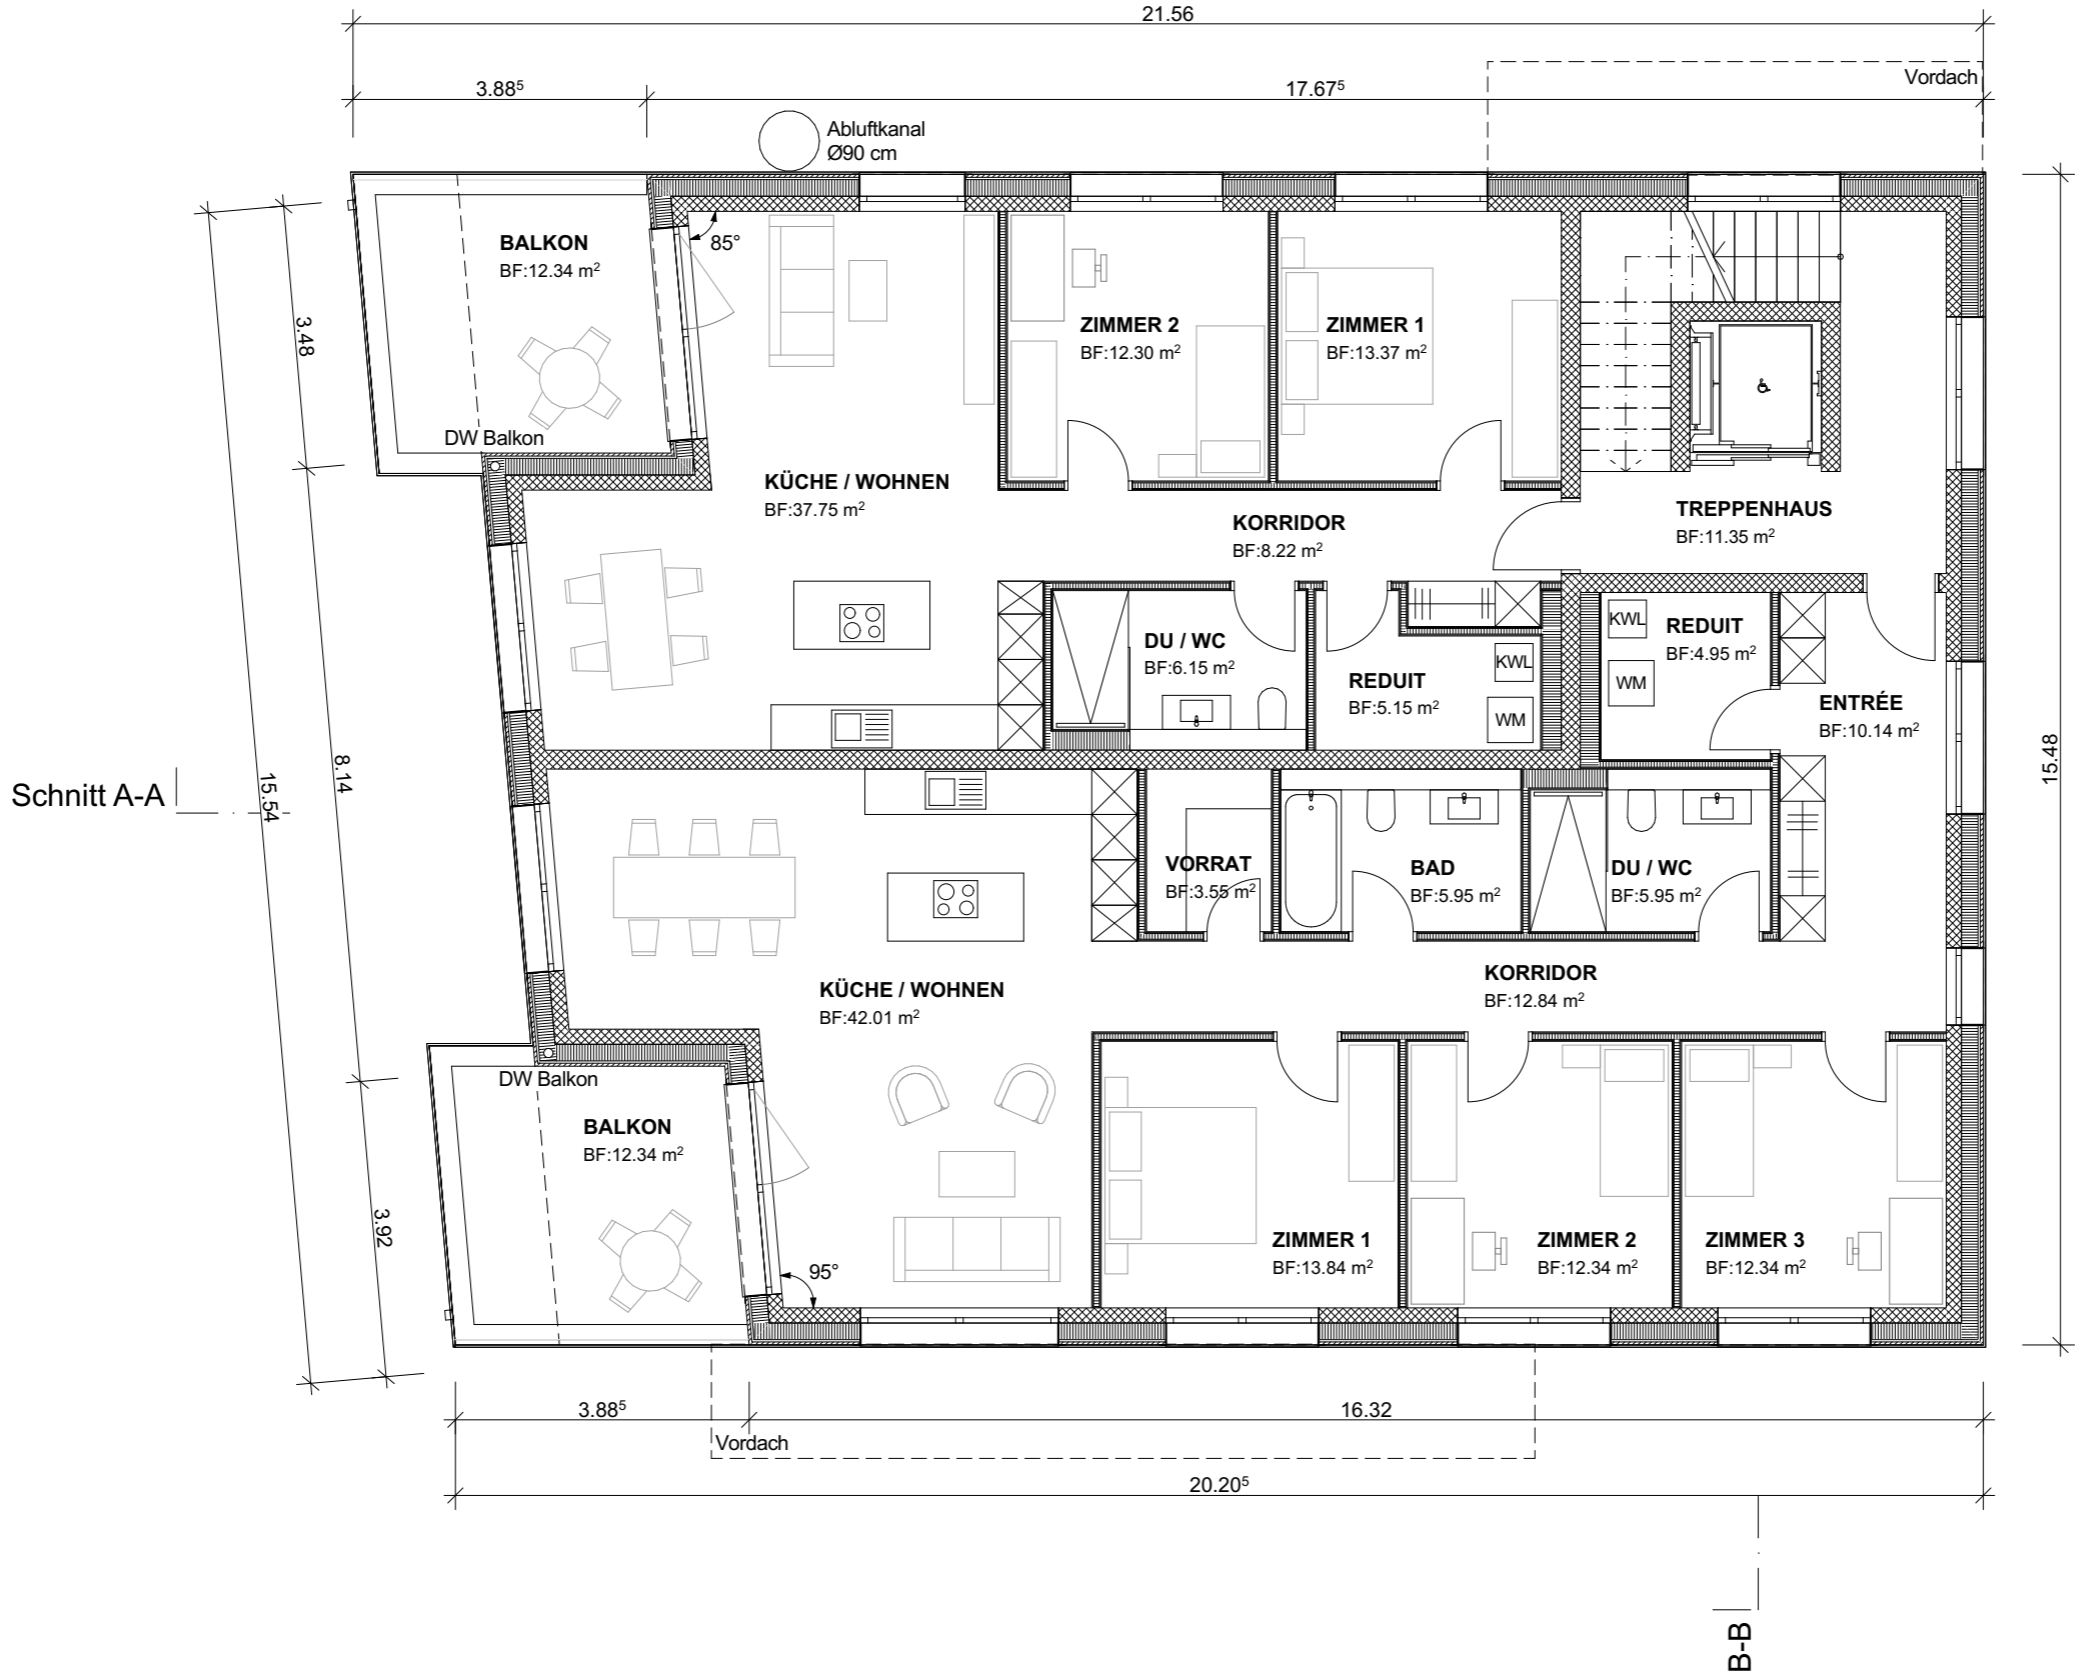 21.56
3.88⁵
17.67⁵
Vordach
Abluftkanal
Ø90 cm
85°
BALKON
BF:12.34 m²
3.48
ZIMMER 2
BF:12.30 m²
ZIMMER 1
BF:13.37 m²
DW Balkon
KÜCHE / WOHNEN
BF:37.75 m²
KORRIDOR
BF:8.22 m²
TREPPENHAUS
BF:11.35 m²
DU / WC
BF:6.15 m²
REDUIT
BF:5.15 m²
KWL
WM
KWL
WM
REDUIT
BF:4.95 m²
ENTRÉE
BF:10.14 m²
15.48
Schnitt A-A
15.54
8.14
VORRAT
BF:3.55 m²
BAD
BF:5.95 m²
DU / WC
BF:5.95 m²
KÜCHE / WOHNEN
BF:42.01 m²
KORRIDOR
BF:12.84 m²
DW Balkon
BALKON
BF:12.34 m²
3.92
95°
ZIMMER 1
BF:13.84 m²
ZIMMER 2
BF:12.34 m²
ZIMMER 3
BF:12.34 m²
3.88⁵
16.32
Vordach
20.20⁵
B-B